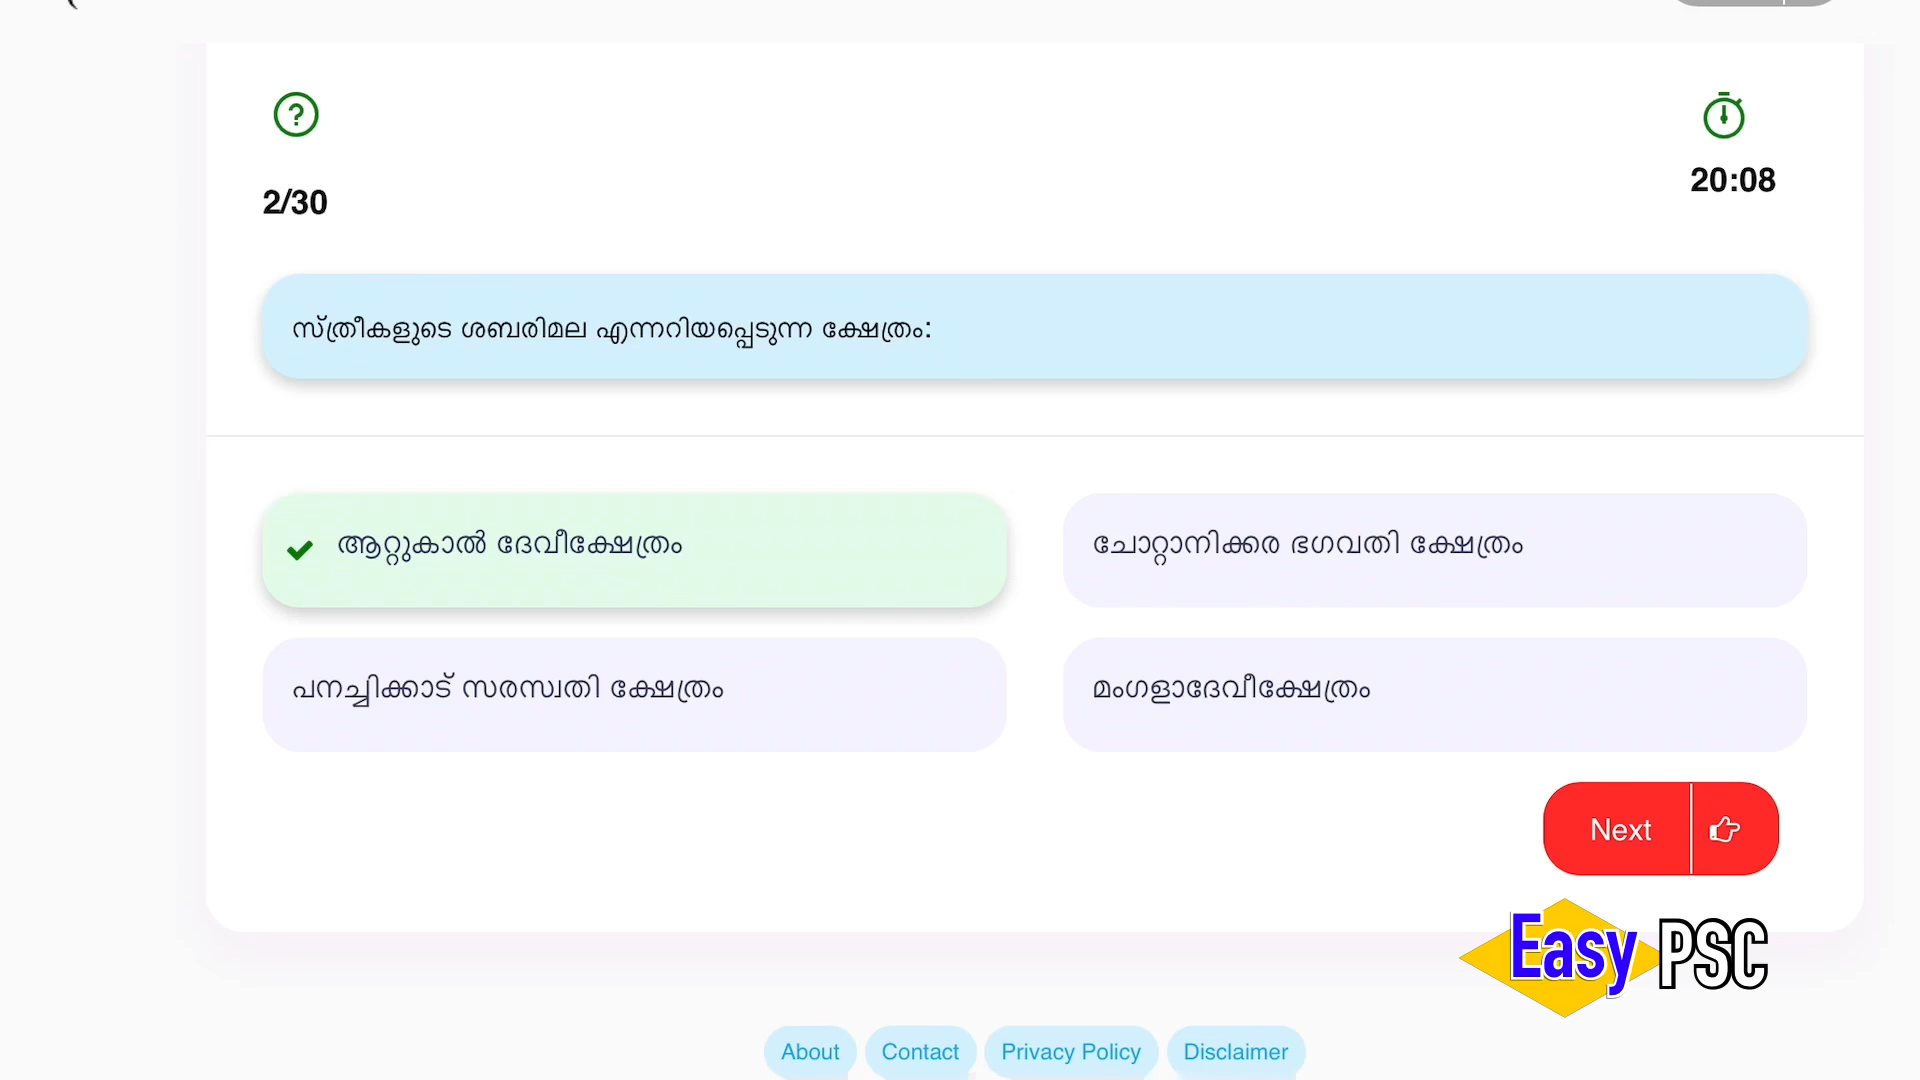 ?
2/30
20:08
സ്ത്രീകളുടെ ശബരിമല എന്നറിയപ്പെടുന്ന ക്ഷേത്രം:
ആറ്റുകാൽ ദേവീക്ഷേത്രം
ചോറ്റാനിക്കര ഭഗവതി ക്ഷേത്രം
പനച്ചിക്കാട് സരസ്വതി ക്ഷേത്രം
മംഗളാദേവീക്ഷേത്രം
Next
Easy PSC
About Contact Privacy Policy Disclaimer